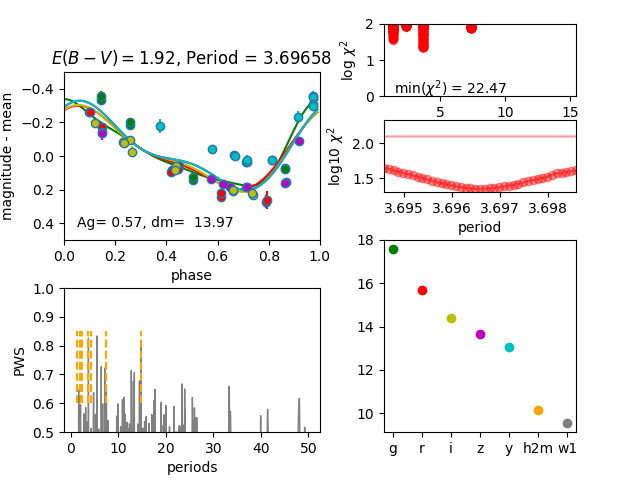 E(B − V) = 1.92, Period = 3.69658
magnitude - mean
−0.4
−0.2
0.0
0.2
0.4
Ag= 0.57, dm= 13.97
0.0 0.2 0.4 0.6 0.8 1.0
phase
log χ²
2
1
0
min(χ²) = 22.47
5 10 15
log10 χ²
2.0
1.5
3.695 3.696 3.697 3.698
period
PWS
1.0
0.9
0.8
0.7
0.6
0.5
0 10 20 30 40 50
periods
18
16
14
12
10
g r i z y h2m w1